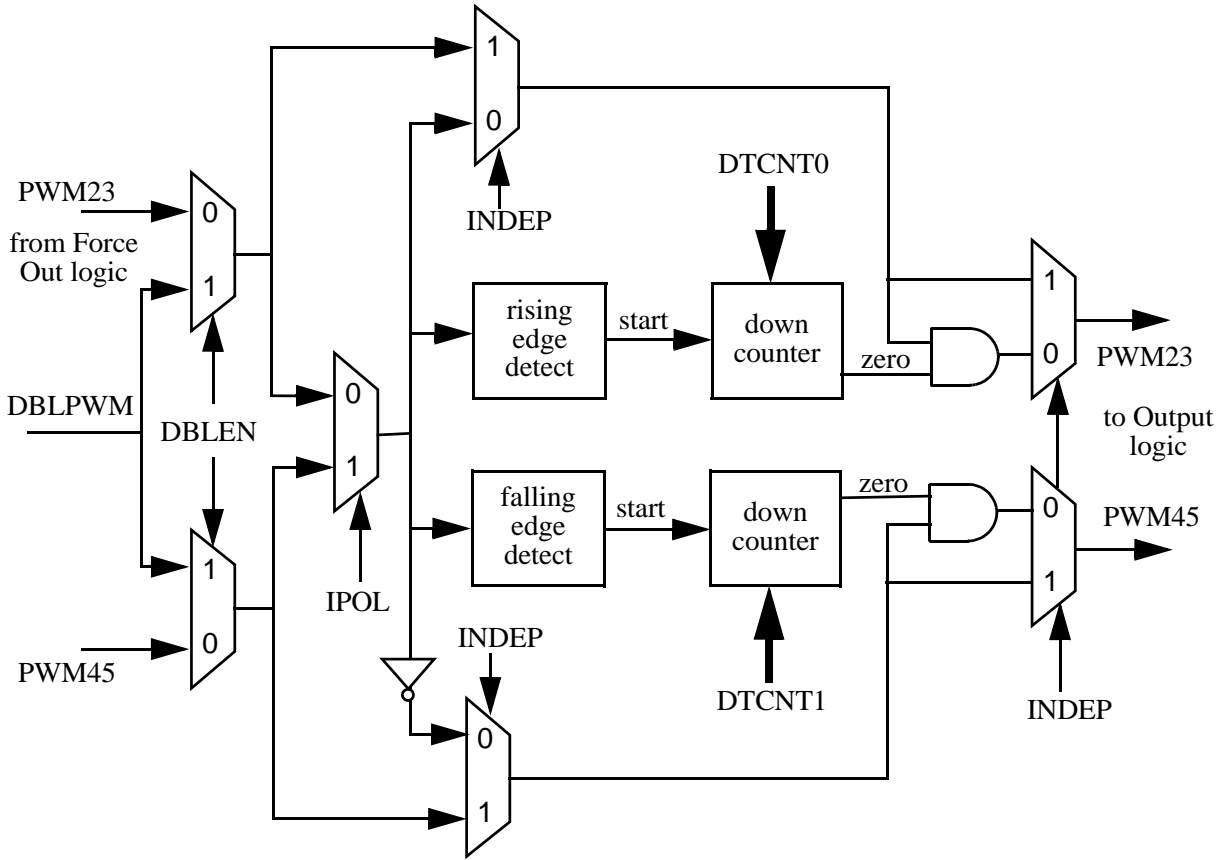 1
0
INDEP
DTCNT0
PWM23
from Force
Out logic
0
1
rising
edge
detect
start
down
counter
zero
1
0
PWM23
to Output
logic
DBLPWM
DBLEN
0
1
IPOL
falling
edge
detect
start
down
counter
zero
0
1
PWM45
1
0
PWM45
INDEP
DTCNT1
INDEP
0
1